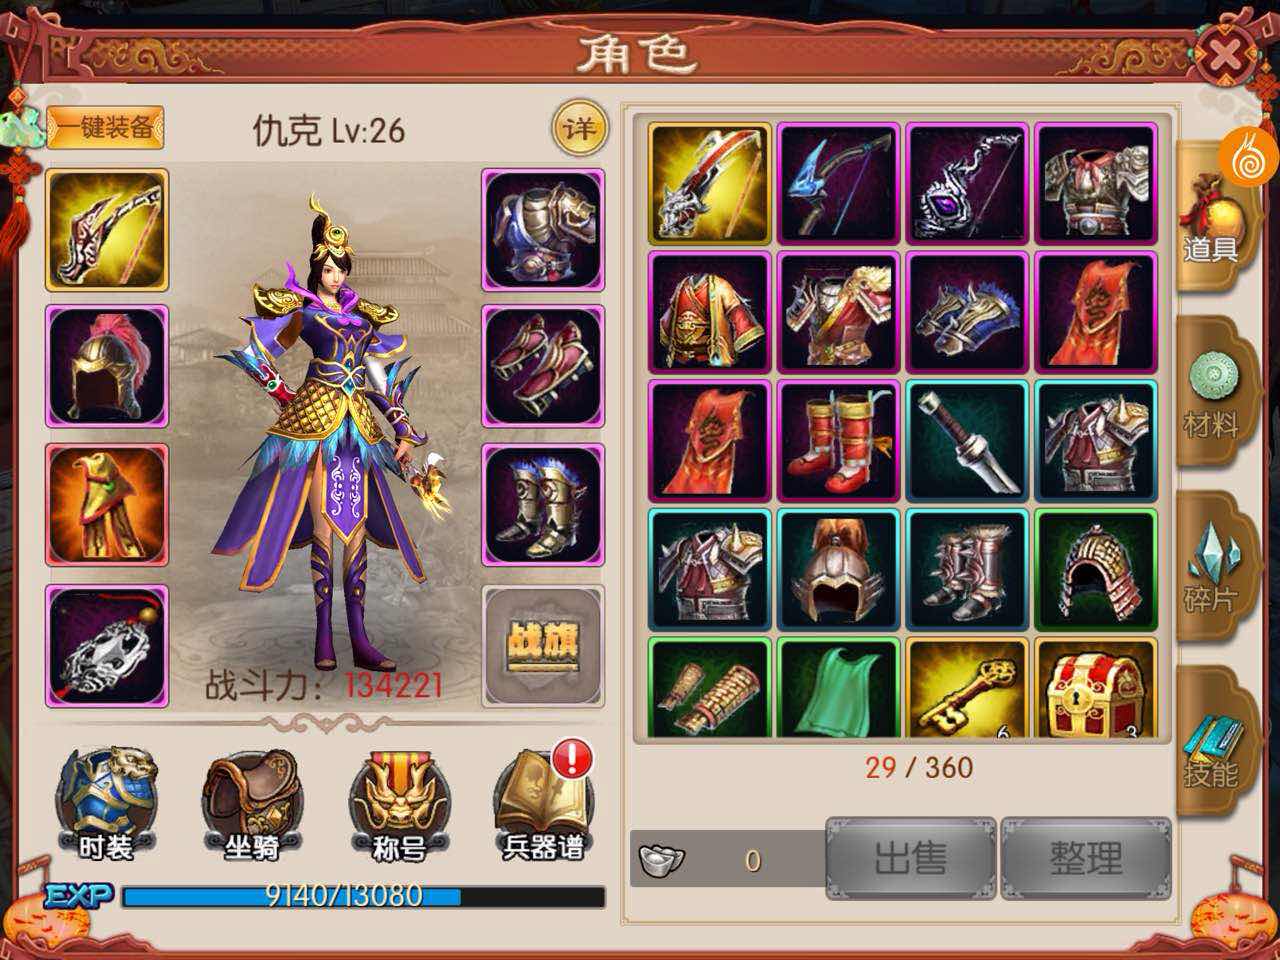 角色
一键装备
仇克 Lv:26
详
战斗力：134221
战旗
时装
坐骑
称号
兵器谱
EXP
9140/13080
6
3
29 / 360
0
出售
整理
道具
材料
碎片
技能